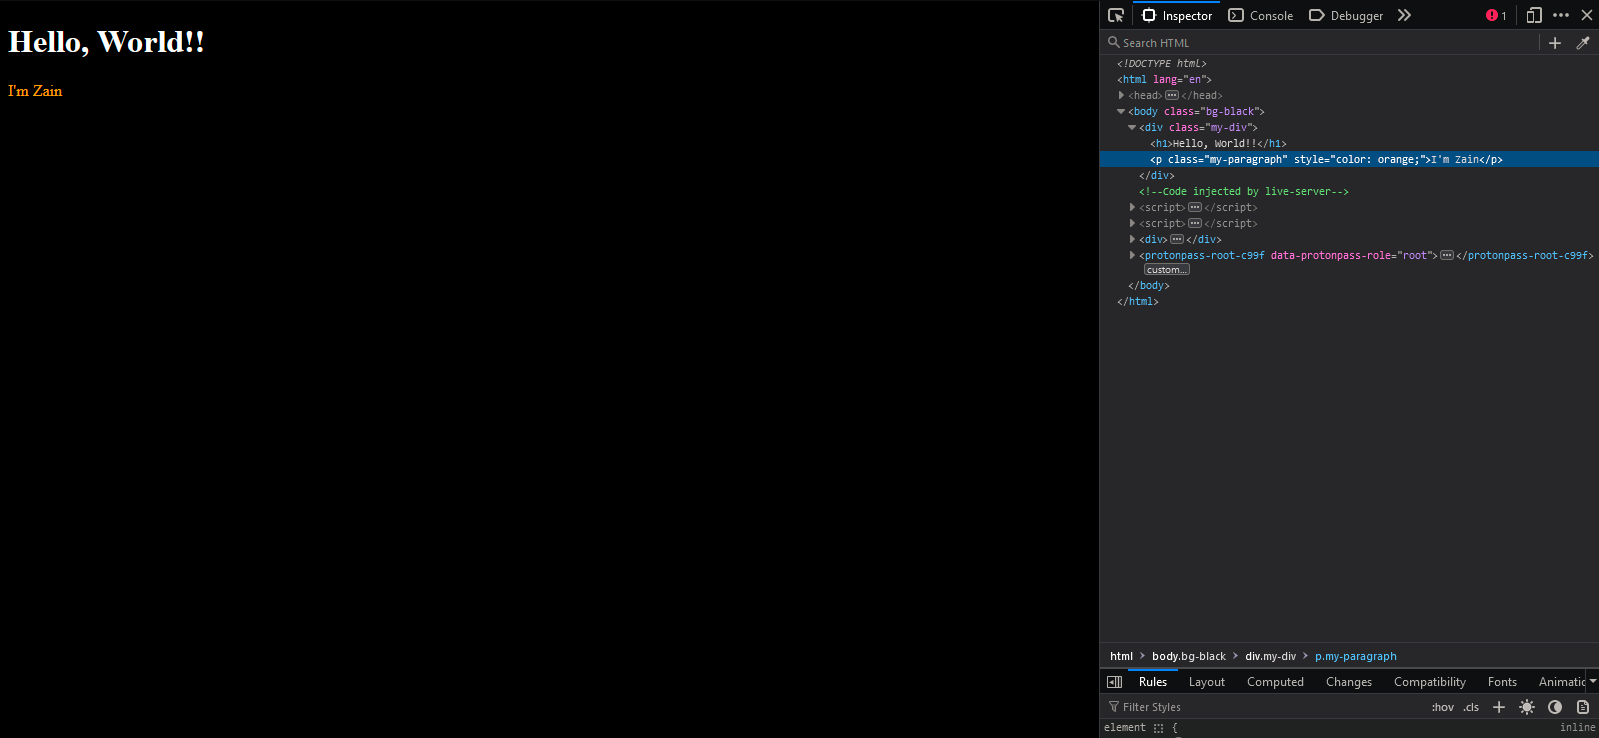 Hello, World!!
I'm Zain
Inspector Console Debugger 1
Search HTML
<!DOCTYPE html>
<html lang="en">
<head> ••• </head>
<body class="bg-black">
<div class="my-div">
<h1>Hello, World!!</h1>
<p class="my-paragraph" style="color: orange;">I'm Zain</p>
</div>
<!--Code injected by live-server-->
<script> ••• </script>
<script> ••• </script>
<div> ••• </div>
<protonpass-root-c99f data-protonpass-role="root"> ••• </protonpass-root-c99f>
custom…
</body>
</html>
html > body.bg-black > div.my-div > p.my-paragraph
Rules Layout Computed Changes Compatibility Fonts Animatic
Filter Styles :hov .cls
element { inline